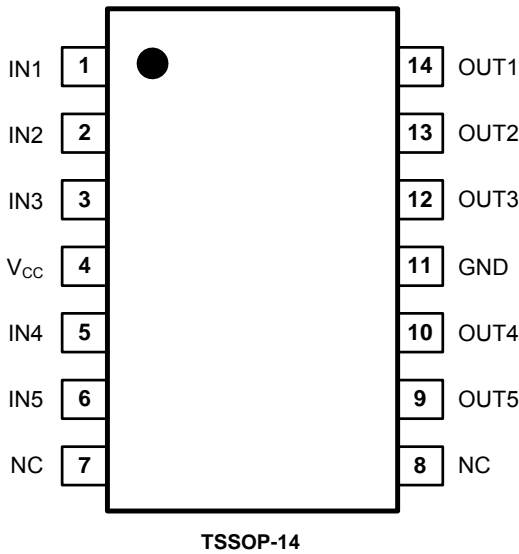 IN1 1 14 OUT1
IN2 2 13 OUT2
IN3 3 12 OUT3
VCC 4 11 GND
IN4 5 10 OUT4
IN5 6 9 OUT5
NC 7 8 NC
TSSOP-14